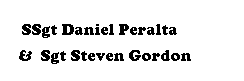 SSgt Daniel Peralta
& Sgt Steven Gordon